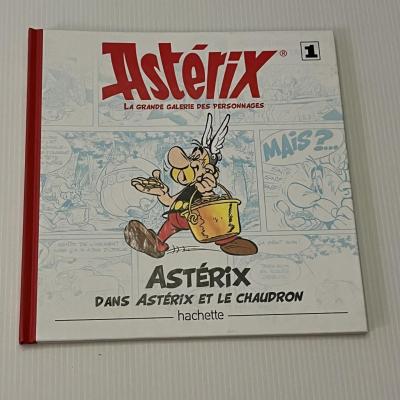 Astérix®
1
LA GRANDE GALERIE DES PERSONNAGES
MAIS?...
ASTÉRIX
DANS ASTÉRIX ET LE CHAUDRON
hachette